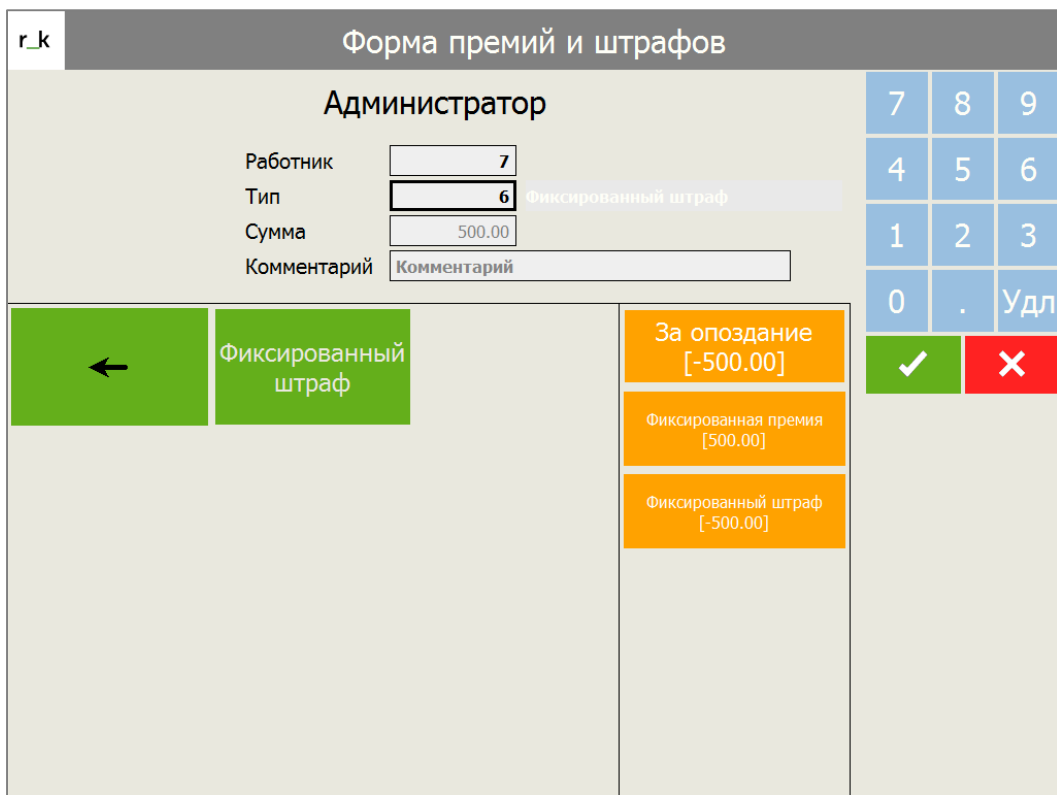 r_k
Форма премий и штрафов
Администратор
Работник 7
Тип 6 Фиксированный штраф
Сумма 500.00
Комментарий Комментарий
7 8 9
4 5 6
1 2 3
0 . Удл
Фиксированный
штраф
За опоздание
[-500.00]
Фиксированная премия
[500.00]
Фиксированный штраф
[-500.00]